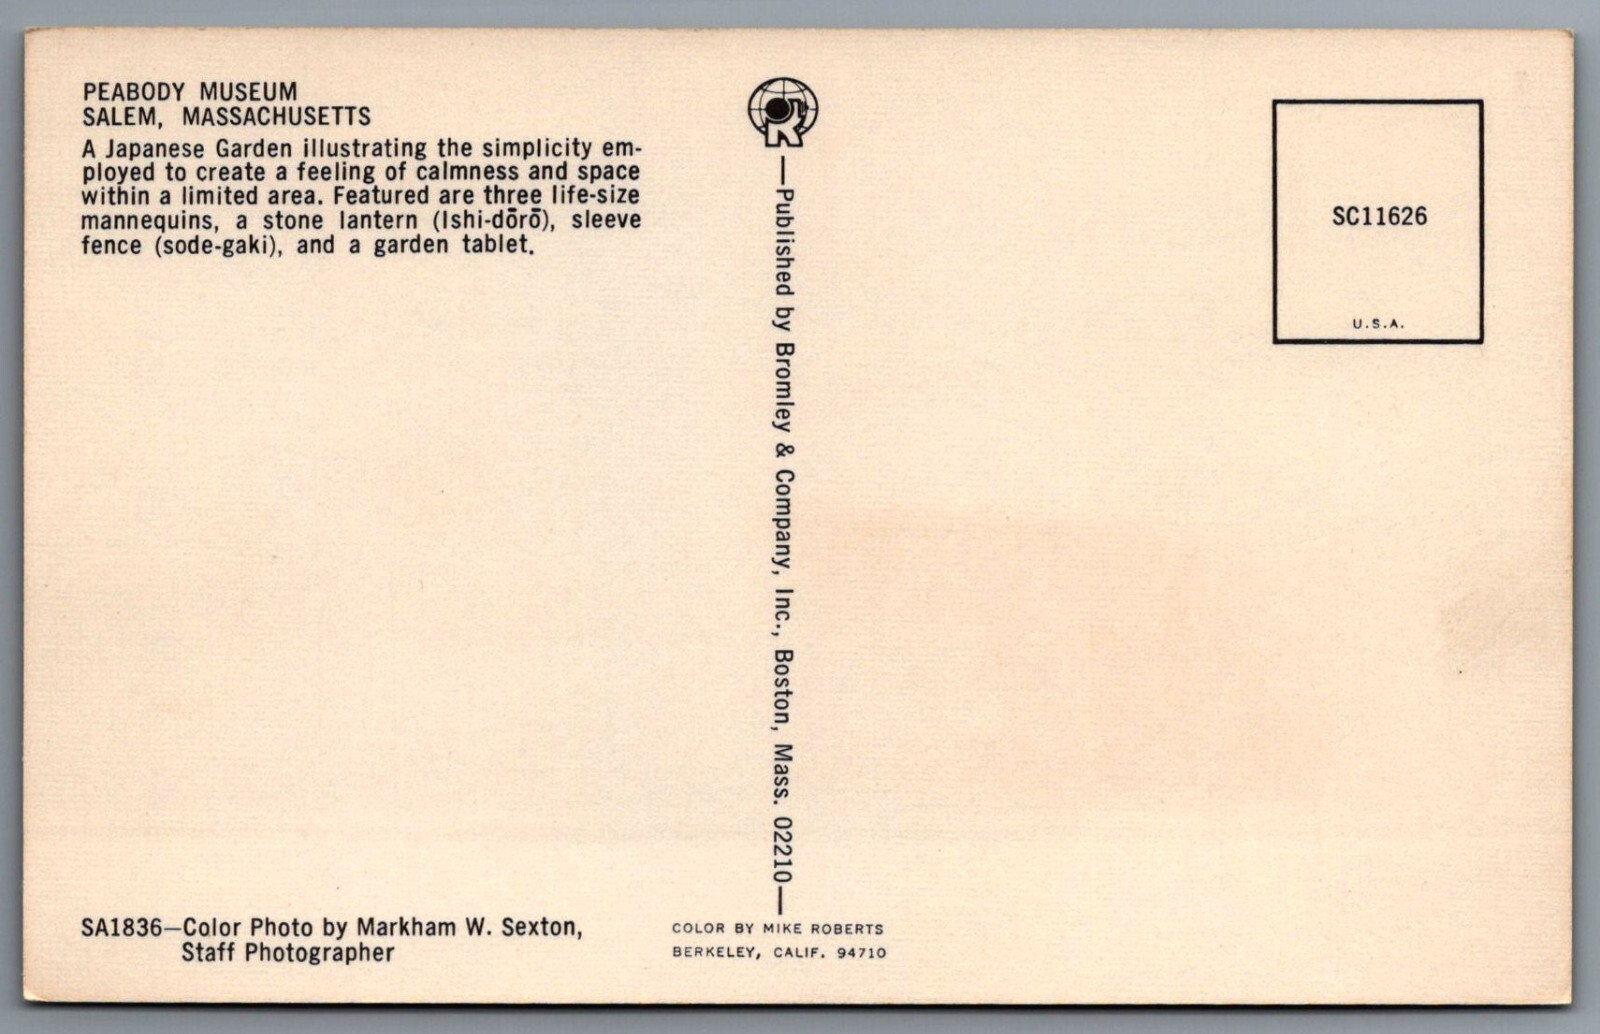 PEABODY MUSEUM
SALEM, MASSACHUSETTS
A Japanese Garden illustrating the simplicity em-
ployed to create a feeling of calmness and space
within a limited area. Featured are three life-size
mannequins, a stone lantern (Ishi-dōrō), sleeve
fence (sode-gaki), and a garden tablet.
SA1836—Color Photo by Markham W. Sexton,
Staff Photographer
R
—Published by Bromley & Company, Inc., Boston, Mass. 02210—
COLOR BY MIKE ROBERTS
BERKELEY, CALIF. 94710
SC11626
U.S.A.